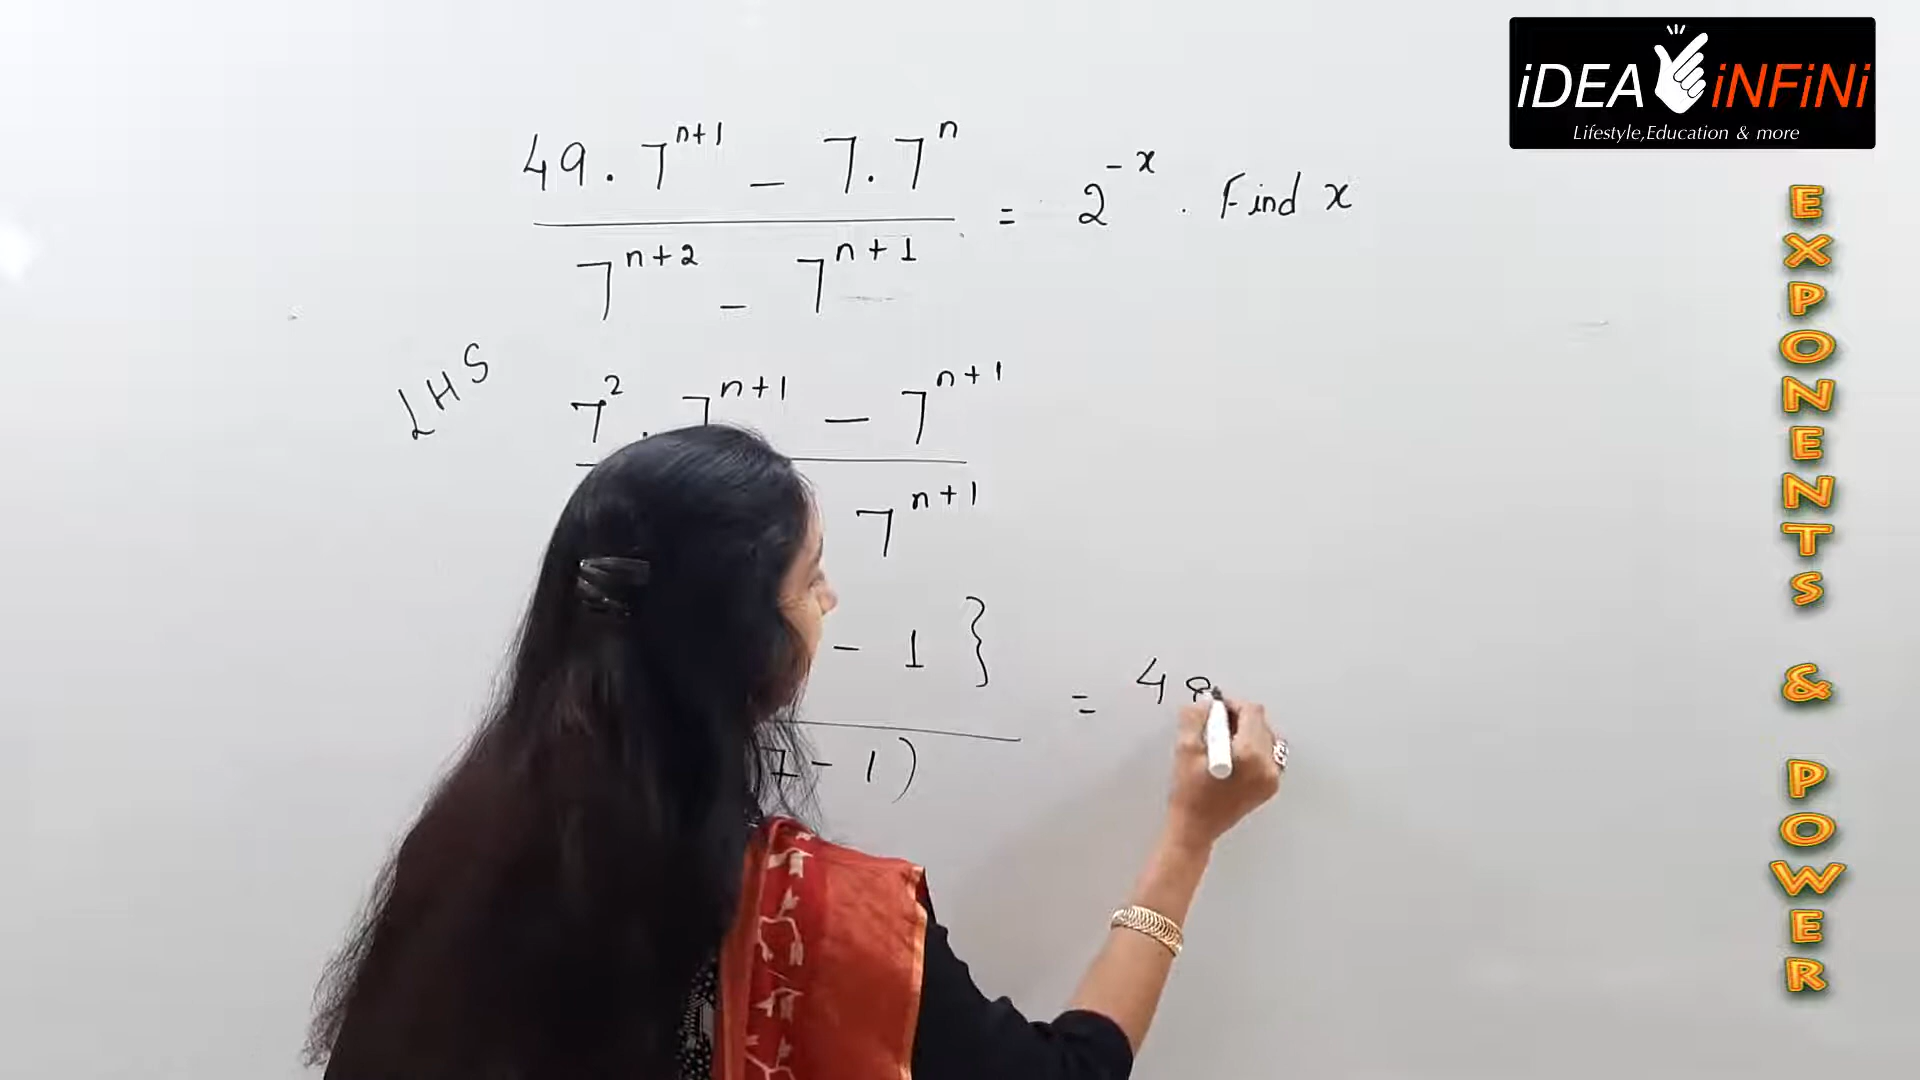 iDEA iNFiNi
Lifestyle,Education & more
49.7^{n+1} - 7.7^n
= 2^{-x} . Find x
7^{n+2} - 7^{n+1}
LHS
7^2 . 7^{n+1} - 7^{n+1}
7^{n+1}
- 1 }
= 48
7 - 1 )
EXPONENTS & POWER